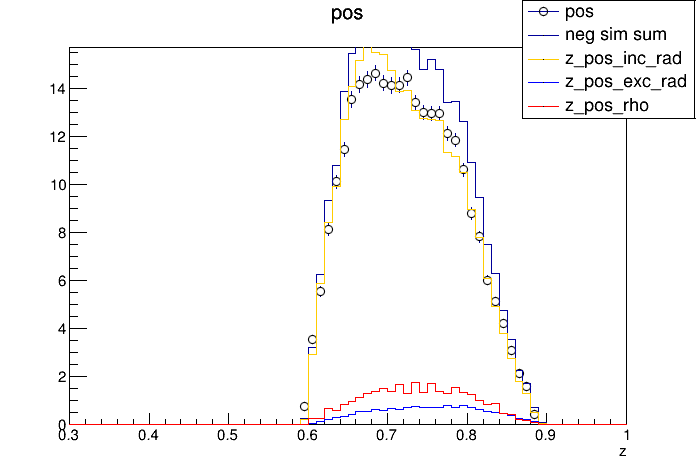 pos
pos
neg sim sum
z_pos_inc_rad
z_pos_exc_rad
z_pos_rho
14
12
10
8
6
4
2
0
0.3 0.4 0.5 0.6 0.7 0.8 0.9 1
z